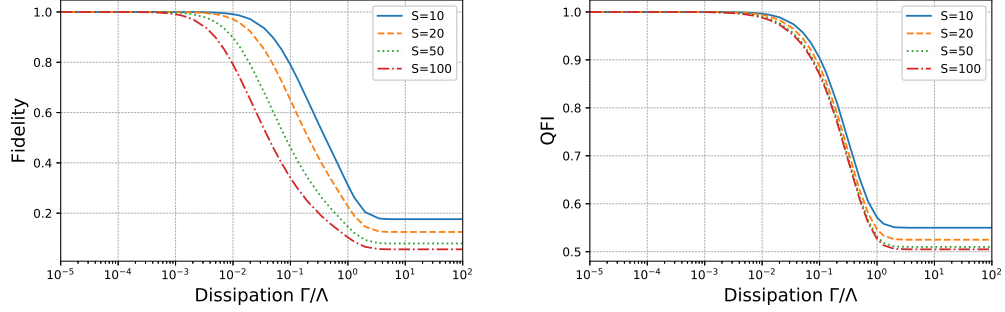 Fidelity
1.0
0.8
0.6
0.4
0.2
10⁻⁵
10⁻⁴
10⁻³
10⁻²
10⁻¹
10⁰
10¹
10²
Dissipation Γ/Λ
S=10
S=20
S=50
S=100
QFI
1.0
0.9
0.8
0.7
0.6
0.5
10⁻⁵
10⁻⁴
10⁻³
10⁻²
10⁻¹
10⁰
10¹
10²
Dissipation Γ/Λ
S=10
S=20
S=50
S=100